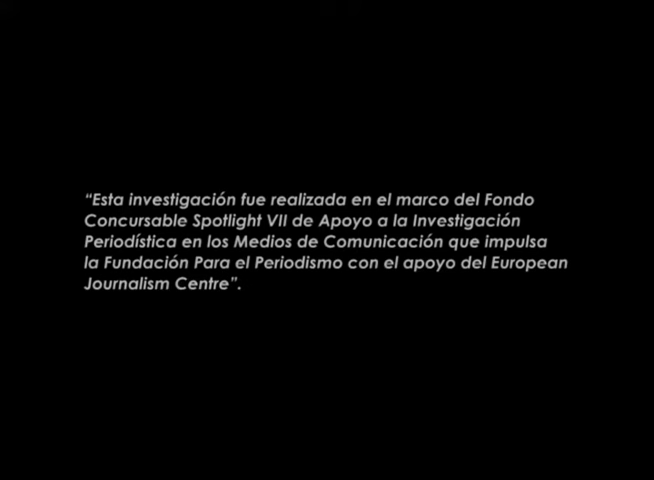 “Esta investigación fue realizada en el marco del Fondo
Concursable Spotlight VII de Apoyo a la Investigación
Periodística en los Medios de Comunicación que impulsa
la Fundación Para el Periodismo con el apoyo del European
Journalism Centre”.